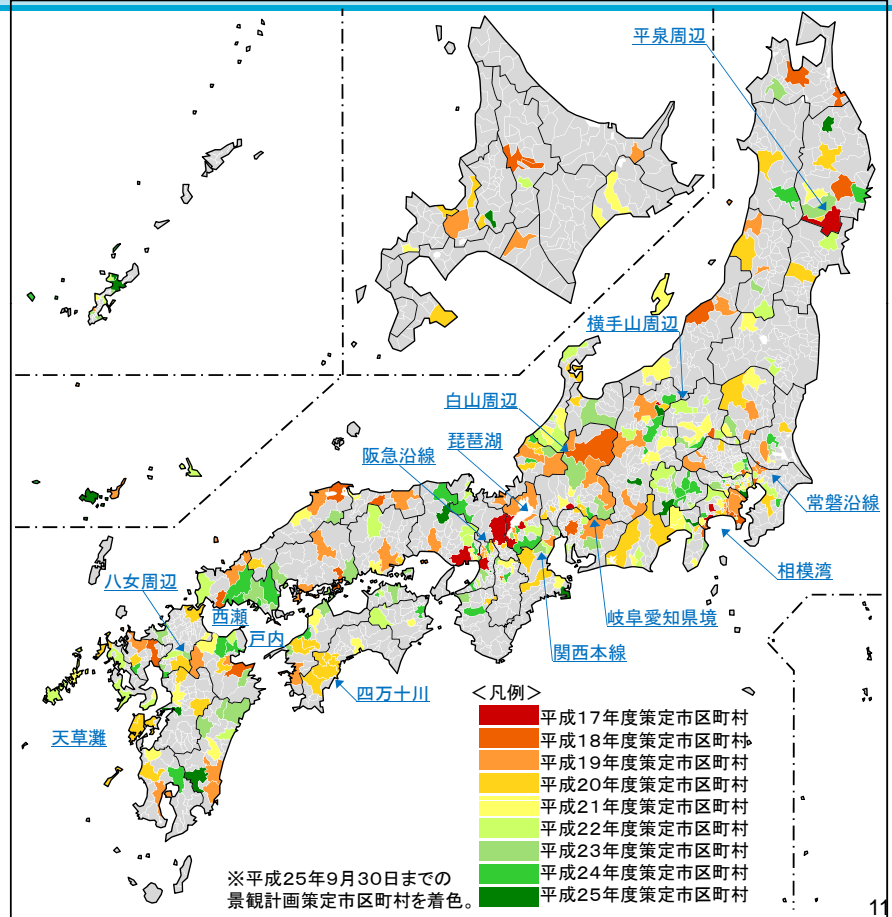 平泉周辺
横手山周辺
白山周辺
琵琶湖
阪急沿線
常磐沿線
相模湾
八女周辺
西瀬
戸内
岐阜愛知県境
関西本線
四万十川
天草灘
＜凡例＞
平成17年度策定市区町村
平成18年度策定市区町村
平成19年度策定市区町村
平成20年度策定市区町村
平成21年度策定市区町村
平成22年度策定市区町村
平成23年度策定市区町村
平成24年度策定市区町村
平成25年度策定市区町村
※平成25年9月30日までの
景観計画策定市区町村を着色。
11